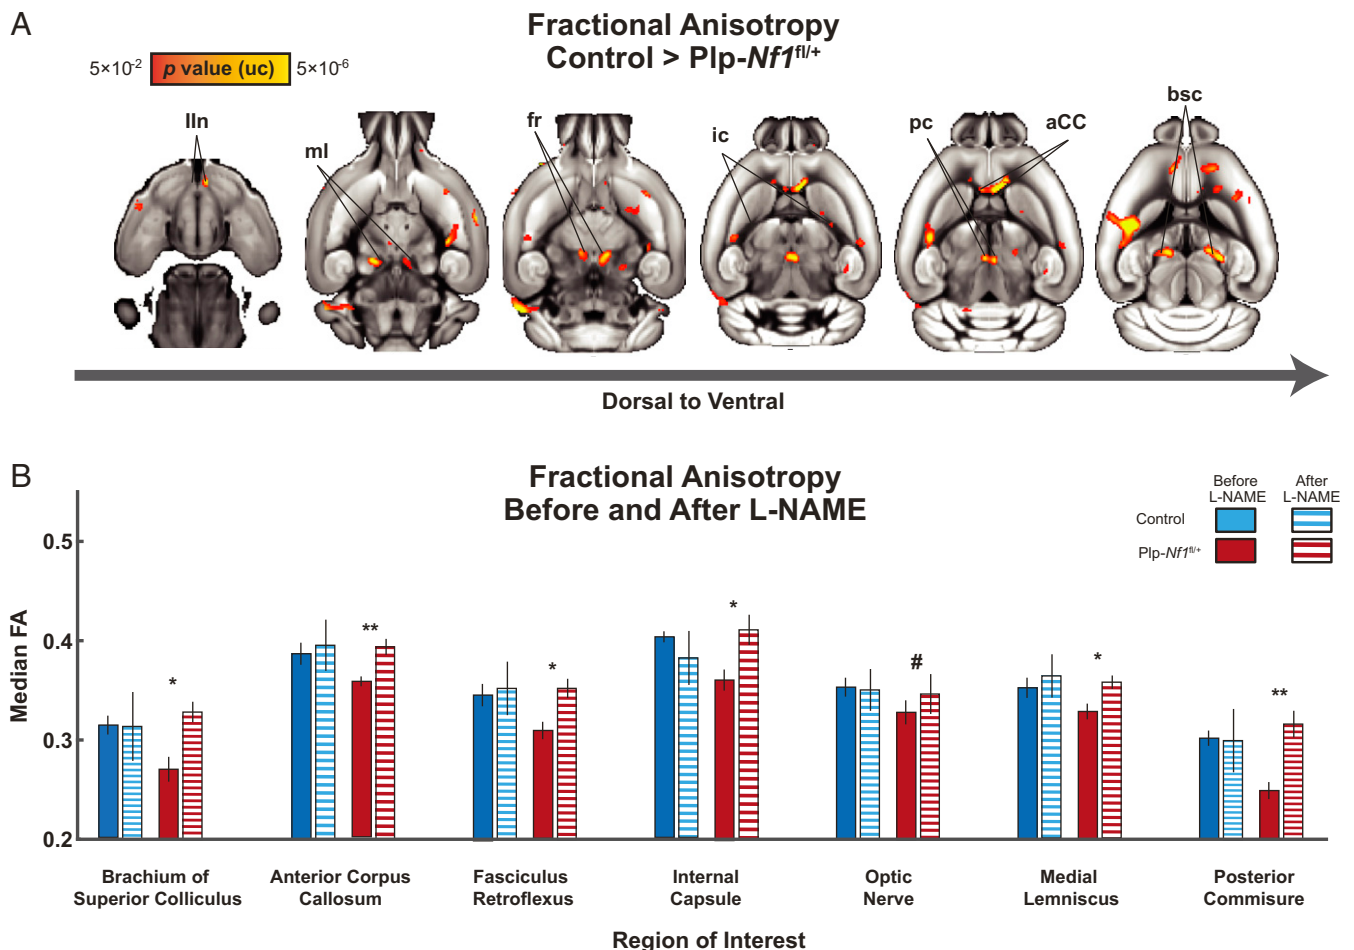 A
Fractional Anisotropy
Control > Plp-Nf1fl/+
5×10-2 p value (uc) 5×10-6
lln
ml
fr
ic
pc
aCC
bsc
Dorsal to Ventral
B
Fractional Anisotropy
Before and After L-NAME
Before L-NAME
After L-NAME
Control
Plp-Nf1fl/+
Median FA
0.5
0.4
0.3
0.2
*
**
*
*
#
*
**
Brachium of
Superior Colliculus
Anterior Corpus
Callosum
Fasciculus
Retroflexus
Internal
Capsule
Optic
Nerve
Medial
Lemniscus
Posterior
Commisure
Region of Interest